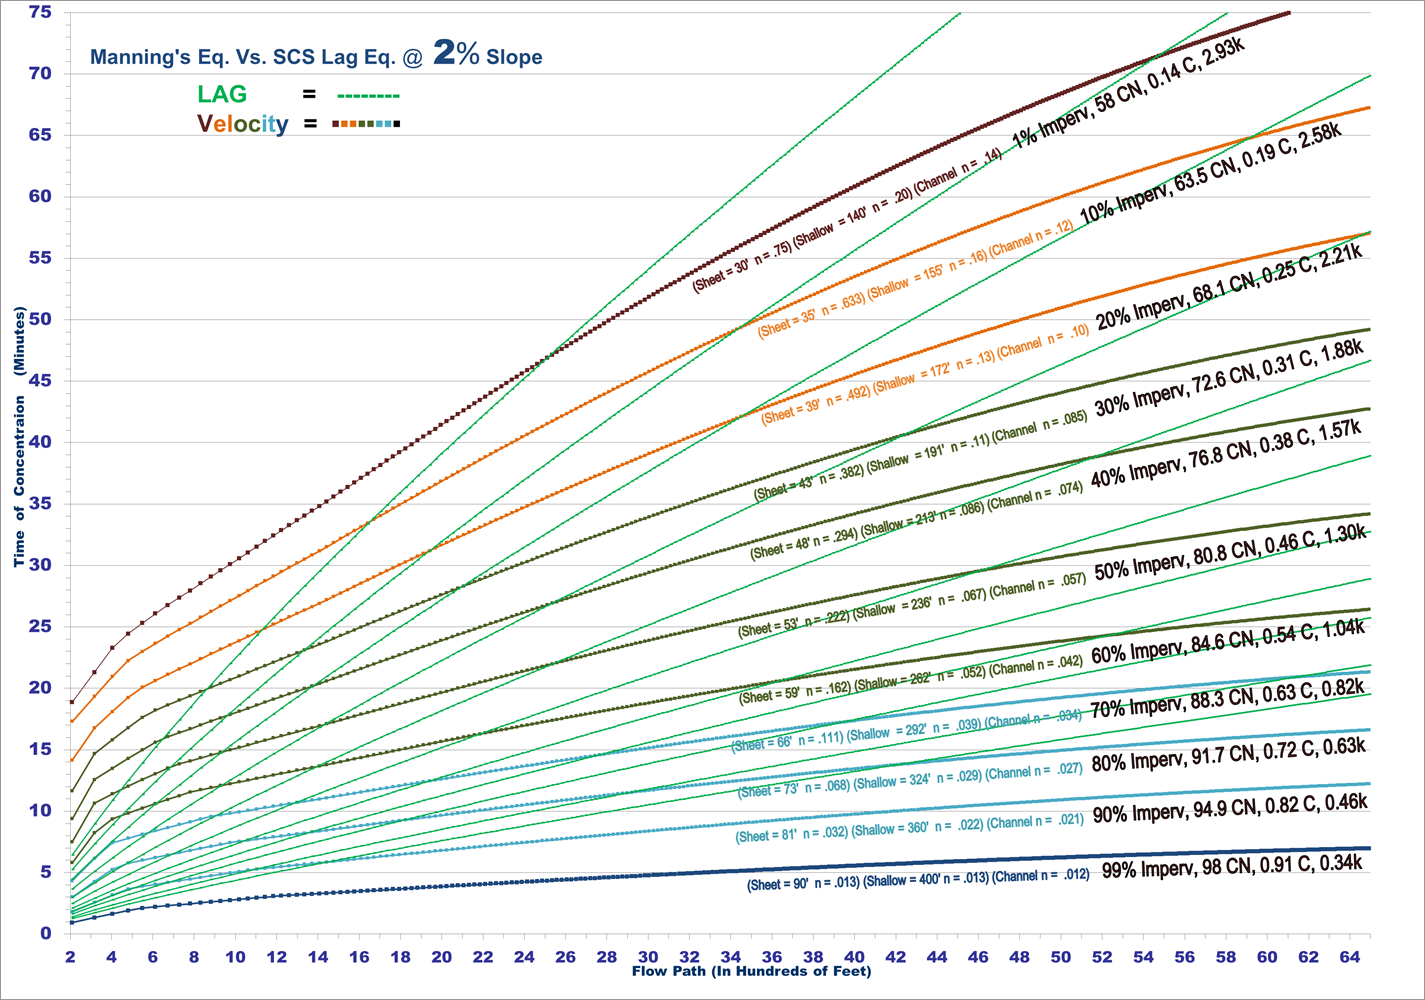 Manning's Eq. Vs. SCS Lag Eq. @ 2% Slope
LAG = --------
Velocity =
75
70
65
60
55
50
45
40
35
30
25
20
15
10
5
0
Time of Concentraion (Minutes)
(Sheet = 30' n = .75) (Shallow = 140' n = .20) (Channel n = .14) 1% Imperv, 58 CN, 0.14 C, 2.93k
(Sheet = 35' n = .633) (Shallow = 155' n = .16) (Channel n = .12) 10% Imperv, 63.5 CN, 0.19 C, 2.58k
(Sheet = 39' n = .492) (Shallow = 172' n = .13) (Channel n = .10) 20% Imperv, 68.1 CN, 0.25 C, 2.21k
(Sheet = 43' n = .382) (Shallow = 191' n = .11) (Channel n = .085) 30% Imperv, 72.6 CN, 0.31 C, 1.88k
(Sheet = 48' n = .294) (Shallow = 213' n = .086) (Channel n = .074) 40% Imperv, 76.8 CN, 0.38 C, 1.57k
(Sheet = 53' n = .222) (Shallow = 236' n = .067) (Channel n = .057) 50% Imperv, 80.8 CN, 0.46 C, 1.30k
(Sheet = 59' n = .162) (Shallow = 262' n = .052) (Channel n = .042) 60% Imperv, 84.6 CN, 0.54 C, 1.04k
(Sheet = 66' n = .111) (Shallow = 292' n = .039) (Channel n = .034) 70% Imperv, 88.3 CN, 0.63 C, 0.82k
(Sheet = 73' n = .068) (Shallow = 324' n = .029) (Channel n = .027) 80% Imperv, 91.7 CN, 0.72 C, 0.63k
(Sheet = 81' n = .032) (Shallow = 360' n = .022) (Channel n = .021) 90% Imperv, 94.9 CN, 0.82 C, 0.46k
(Sheet = 90' n = .013) (Shallow = 400' n = .013) (Channel n = .012) 99% Imperv, 98 CN, 0.91 C, 0.34k
2 4 6 8 10 12 14 16 18 20 22 24 26 28 30 32 34 36 38 40 42 44 46 48 50 52 54 56 58 60 62 64
Flow Path (In Hundreds of Feet)